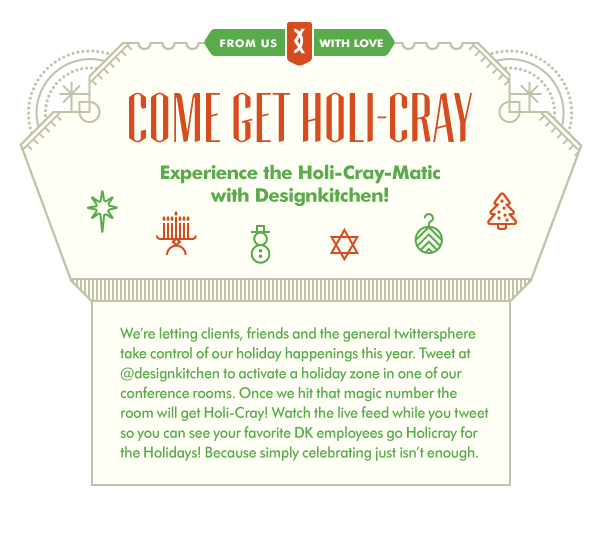 FROM US WITH LOVE
COME GET HOLI-CRAY
Experience the Holi-Cray-Matic
with Designkitchen!
We're letting clients, friends and the general twittersphere
take control of our holiday happenings this year. Tweet at
@designkitchen to activate a holiday zone in one of our
conference rooms. Once we hit that magic number the
room will get Holi-Cray! Watch the live feed while you tweet
so you can see your favorite DK employees go Holicray for
the Holidays! Because simply celebrating just isn't enough.